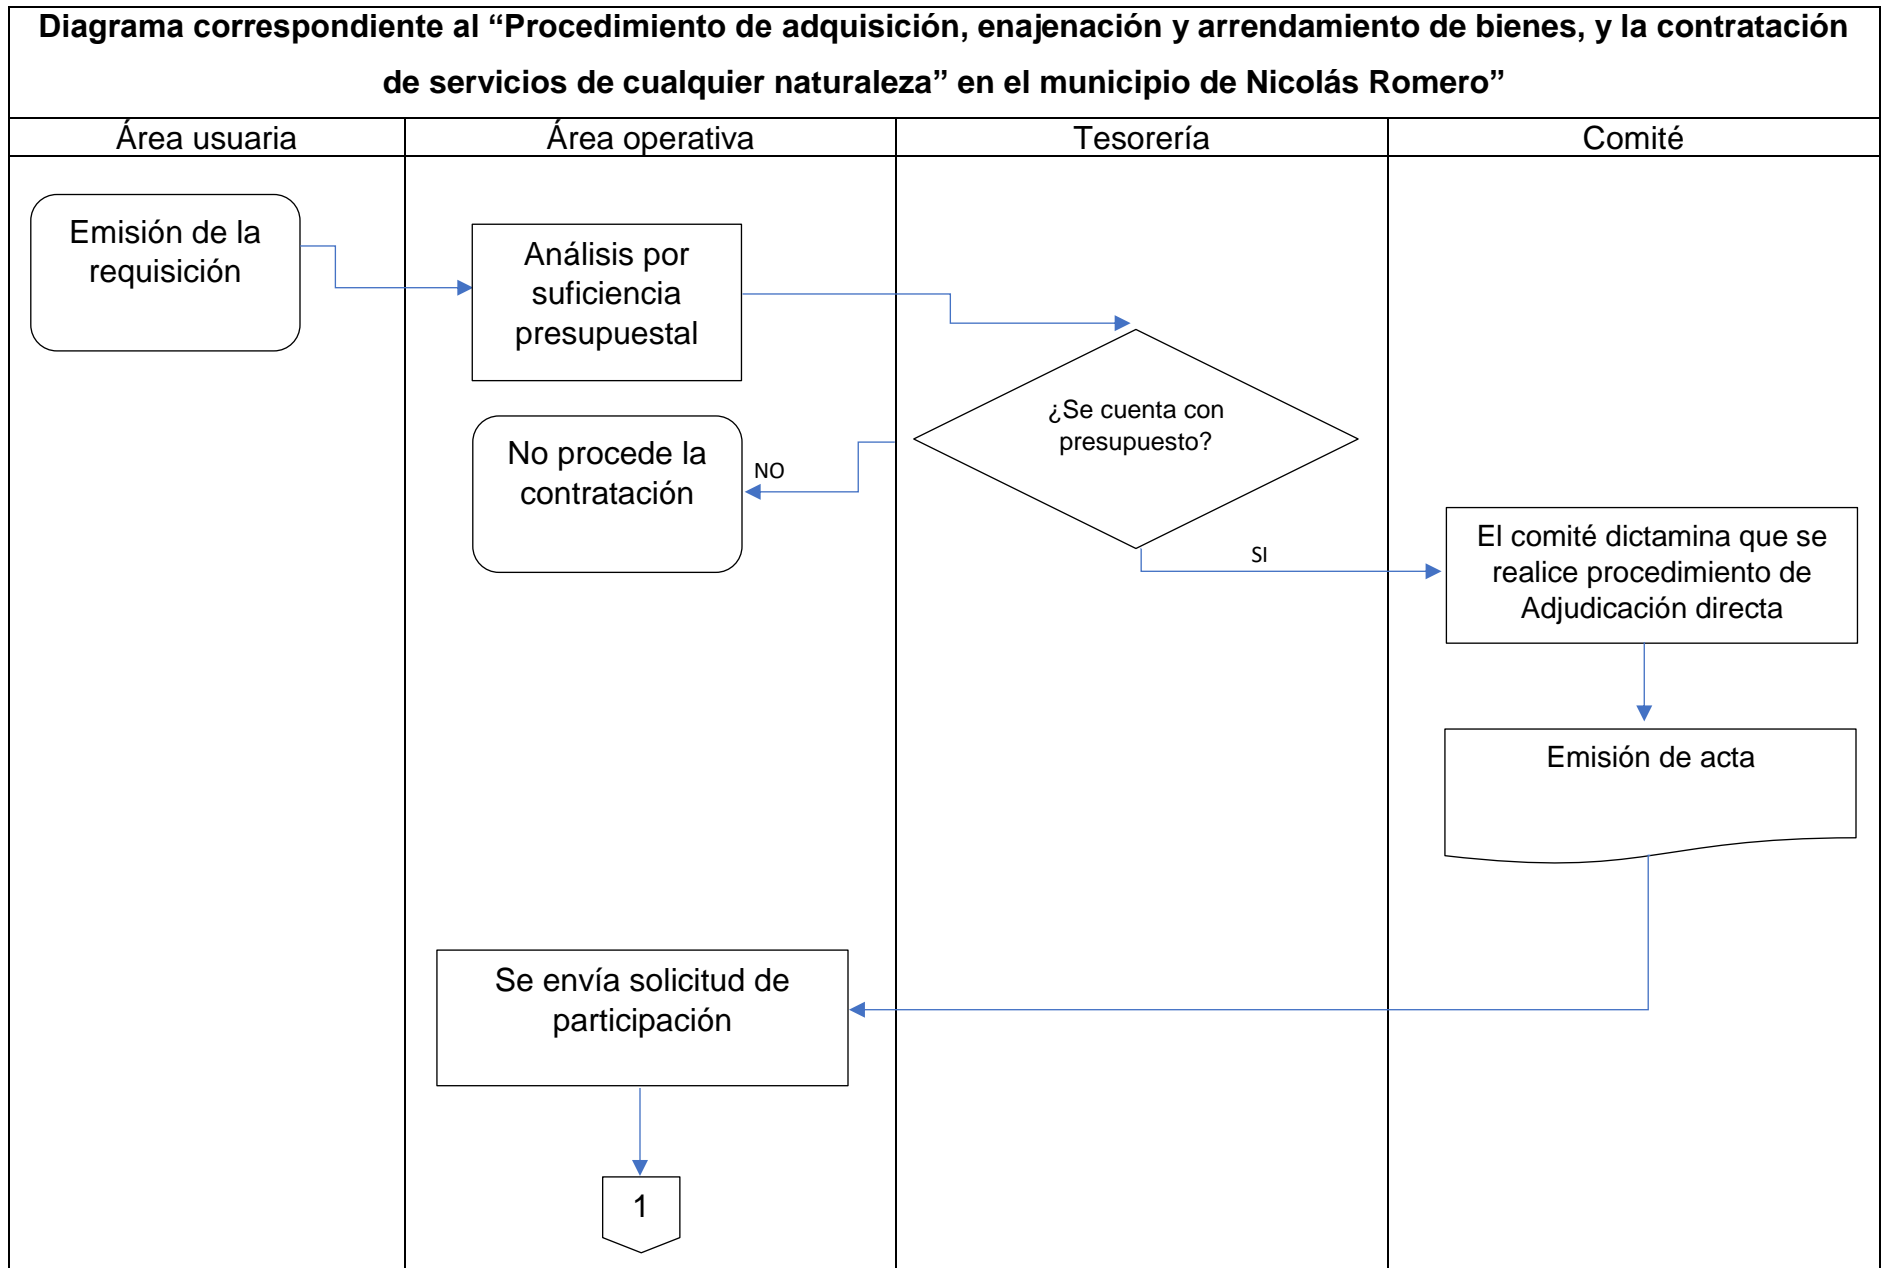 Diagrama correspondiente al “Procedimiento de adquisición, enajenación y arrendamiento de bienes, y la contratación
de servicios de cualquier naturaleza” en el municipio de Nicolás Romero”
Área usuaria
Área operativa
Tesorería
Comité
Emisión de la
requisición
Análisis por
suficiencia
presupuestal
¿Se cuenta con
presupuesto?
No procede la
contratación
NO
SI
El comité dictamina que se
realice procedimiento de
Adjudicación directa
Emisión de acta
Se envía solicitud de
participación
1